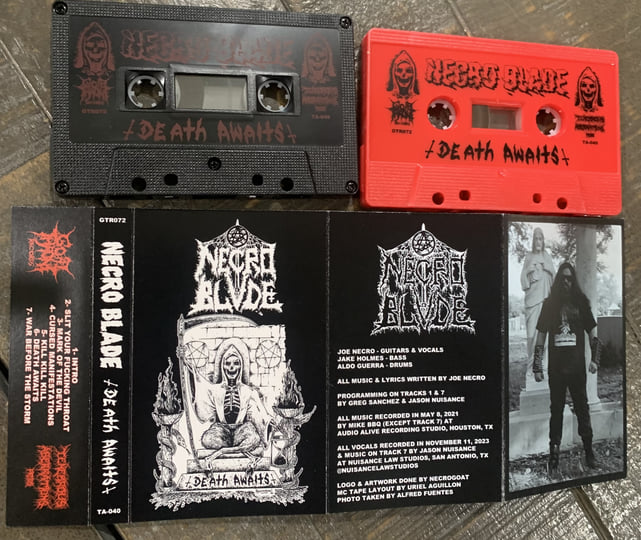 NECRO BLADE
GTR072
TA-040
†Death Awaits†
NECRO BLADE
GTR072
TA-040
†Death Awaits†
1- INTRO
2- SLIT YOUR FUCKING THROAT
3- MARK OF THE DEVIL
4- CURSED MANIFESTATIONS
5- KILL KILL KILL
6- DEATH AWAITS
7- WAR BEFORE THE STORM
GTR072
NECRO BLADE †Death Awaits†
TA-040
NECRO
BLADE
†Death Awaits†
NECRO
BLADE
JOE NECRO - GUITARS & VOCALS
JAKE HOLMES - BASS
ALDO GUERRA - DRUMS
ALL MUSIC & LYRICS WRITTEN BY JOE NECRO
PROGRAMMING ON TRACKS 1 & 7
BY GREG SANCHEZ & JASON NUISANCE
ALL MUSIC RECORDED IN MAY 8, 2021
BY MIKE BBQ (EXCEPT TRACK 7) AT
AUDIO ALIVE RECORDING STUDIO, HOUSTON, TX
ALL VOCALS RECORDED IN NOVEMBER 11, 2023
& MUSIC ON TRACK 7 BY JASON NUISANCE
AT NUISANCE LAW STUDIOS, SAN ANTONIO, TX
@NUISANCELAWSTUDIOS
LOGO & ARTWORK DONE BY NECROGOAT
MC TAPE LAYOUT BY URIEL AGUILLON
PHOTO TAKEN BY ALFRED FUENTES